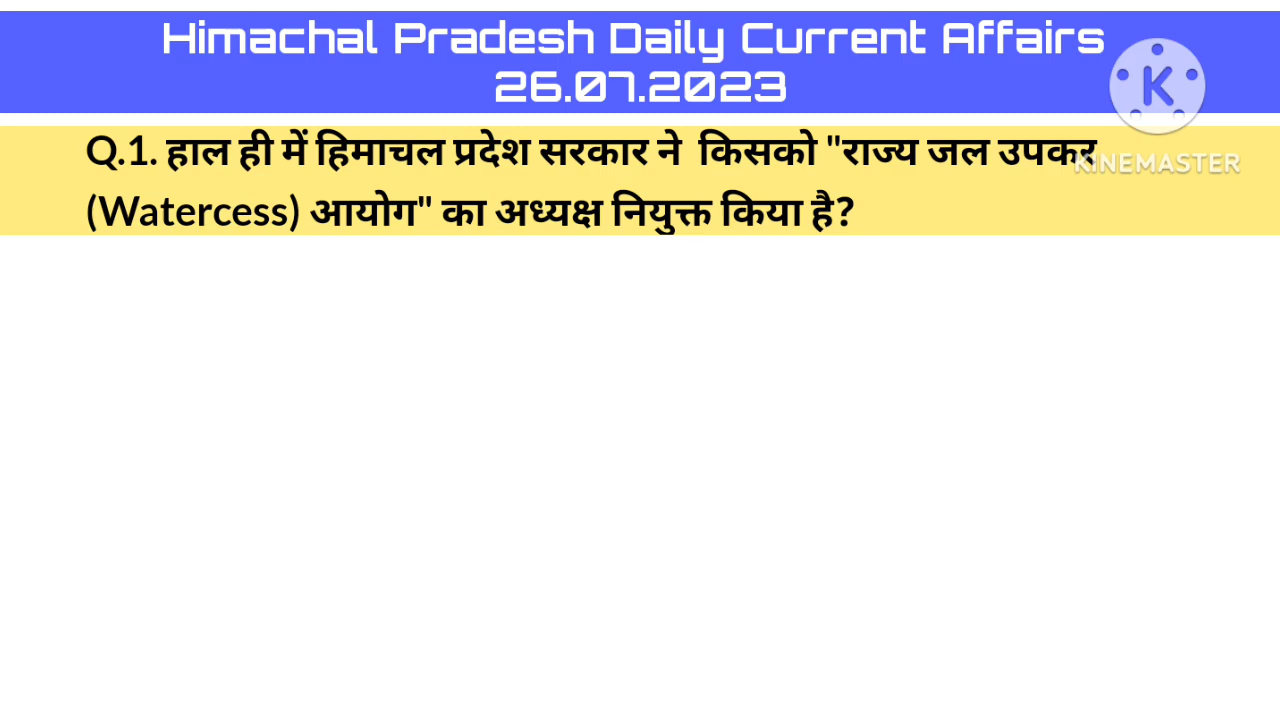 Himachal Pradesh Daily Current Affairs
26.07.2023
K
KINEMASTER
Q.1. हाल ही में हिमाचल प्रदेश सरकार ने  किसको "राज्य जल उपकर
(Watercess) आयोग" का अध्यक्ष नियुक्त किया है?